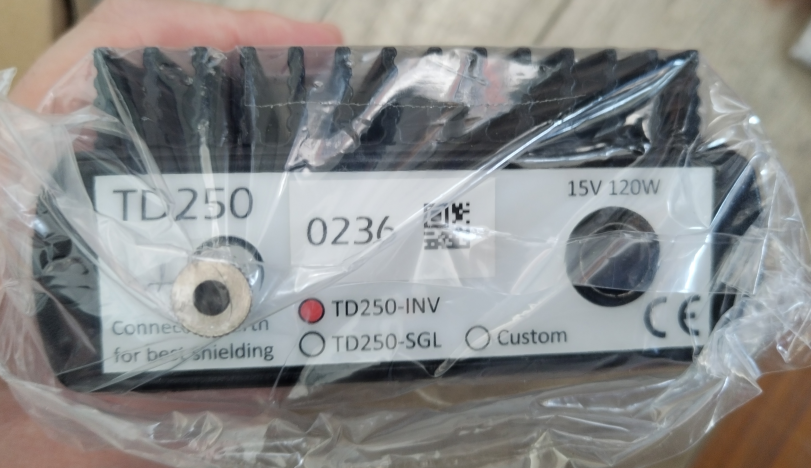 TD250
0236
15V 120W
TD250-INV
TD250-SGL
Custom
for best shielding
CE